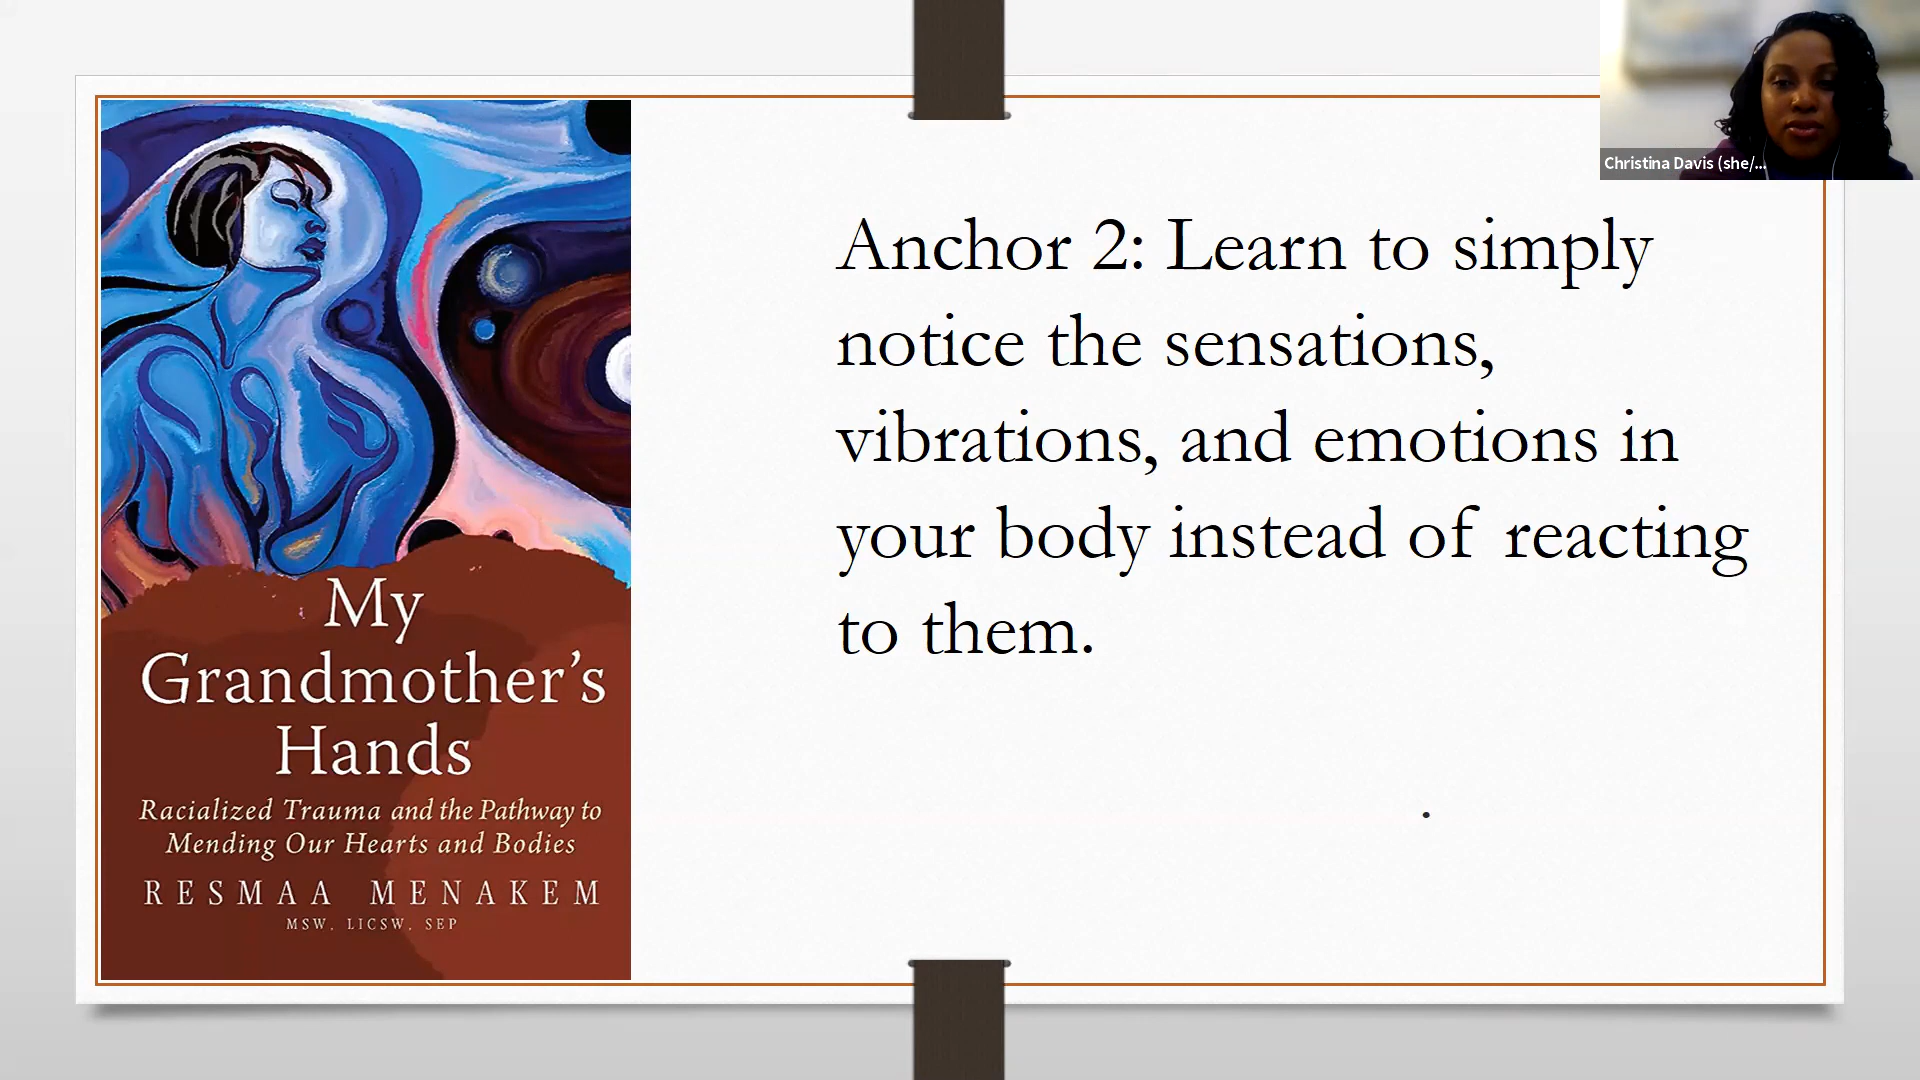 Christina Davis (she/...
Anchor 2: Learn to simply
notice the sensations,
vibrations, and emotions in
your body instead of reacting
to them.
.
My
Grandmother’s
Hands
Racialized Trauma and the Pathway to
Mending Our Hearts and Bodies
RESMAA MENAKEM
MSW, LICSW, SEP